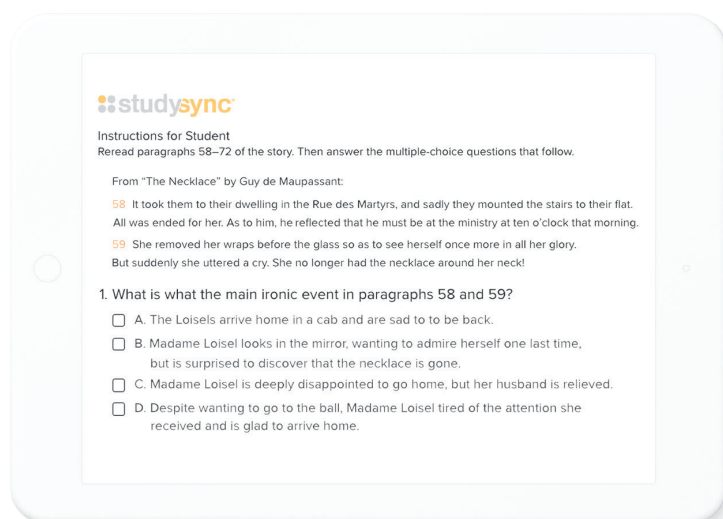 studysync
Instructions for Student
Reread paragraphs 58–72 of the story. Then answer the multiple-choice questions that follow.
From “The Necklace” by Guy de Maupassant:
58 It took them to their dwelling in the Rue des Martyrs, and sadly they mounted the stairs to their flat.
All was ended for her. As to him, he reflected that he must be at the ministry at ten o’clock that morning.
59 She removed her wraps before the glass so as to see herself once more in all her glory.
But suddenly she uttered a cry. She no longer had the necklace around her neck!
1. What is what the main ironic event in paragraphs 58 and 59?
A. The Loisels arrive home in a cab and are sad to to be back.
B. Madame Loisel looks in the mirror, wanting to admire herself one last time,
but is surprised to discover that the necklace is gone.
C. Madame Loisel is deeply disappointed to go home, but her husband is relieved.
D. Despite wanting to go to the ball, Madame Loisel tired of the attention she
received and is glad to arrive home.